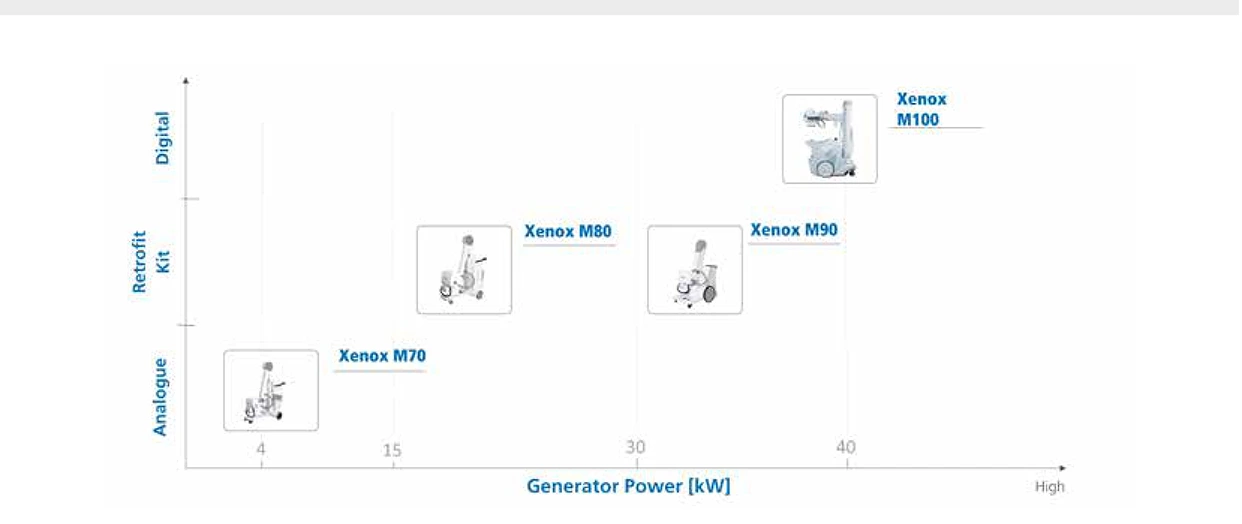 Digital
Xenox
M100
Retrofit
Kit
Xenox M80
Xenox M90
Analogue
Xenox M70
4
15
30
40
Generator Power [kW]
High